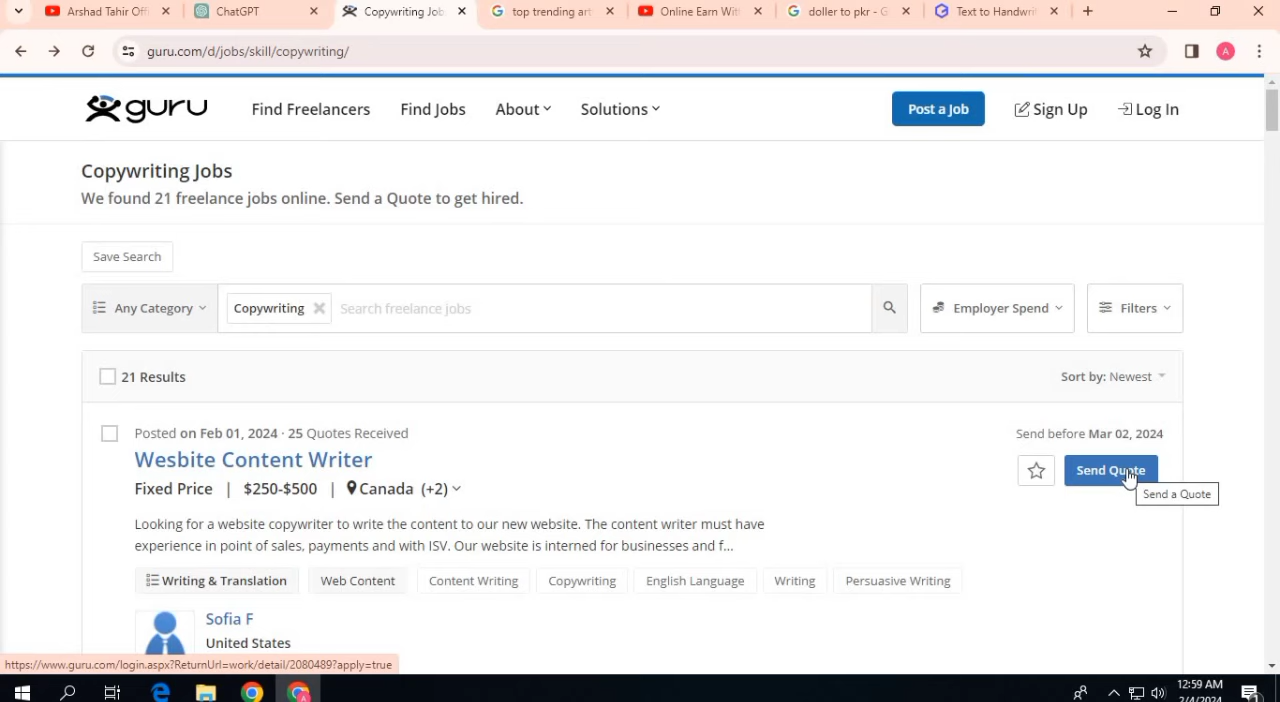 Arshad Tahir Offi
ChatGPT
Copywriting Job
top trending art
Online Earn With
doller to pkr - G
Text to Handwri
guru.com/d/jobs/skill/copywriting/
A
guru
Find Freelancers
Find Jobs
About
Solutions
Post a Job
Sign Up
Log In
Copywriting Jobs
We found 21 freelance jobs online. Send a Quote to get hired.
Save Search
Any Category
Copywriting
Search freelance jobs
Employer Spend
Filters
21 Results
Sort by: Newest
Posted on Feb 01, 2024 · 25 Quotes Received
Send before Mar 02, 2024
Wesbite Content Writer
Send Quote
Send a Quote
Fixed Price | $250-$500 | Canada (+2)
Looking for a website copywriter to write the content to our new website. The content writer must have
experience in point of sales, payments and with ISV. Our website is interned for businesses and f...
Writing & Translation
Web Content
Content Writing
Copywriting
English Language
Writing
Persuasive Writing
Sofia F
United States
https://www.guru.com/login.aspx?ReturnUrl=work/detail/2080489?apply=true
12:59 AM
2/4/2024